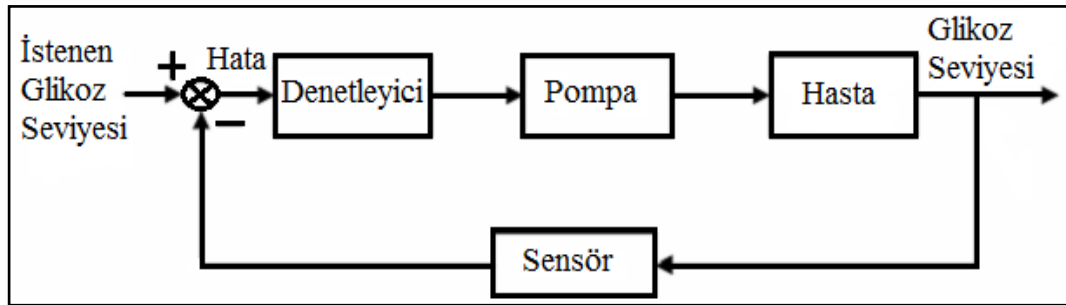 İstenen
Glikoz
Seviyesi
+
Hata
−
Denetleyici
Pompa
Hasta
Glikoz
Seviyesi
Sensör